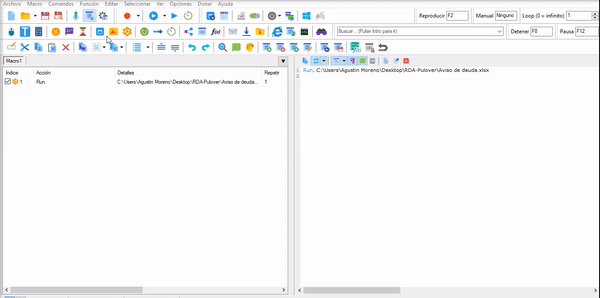 Archivo Macro Comandos Función Editar Seleccionar Ver Opciones Donar Ayuda
Reproducir F2 Manual Ninguno Loop (0 = infinito) 1
Buscar ... (Pulse Intro para ir) Detener F8 Pausa F12
Macro1
Índice Acción Detalles Repetir
1 Run C:\Users\Agustin Moreno\Desktop\RDA-Pulover\Aviso de deuda... 1
1 Run, C:\Users\Agustin Moreno\Desktop\RDA-Pulover\Aviso de deuda.xlsx
2